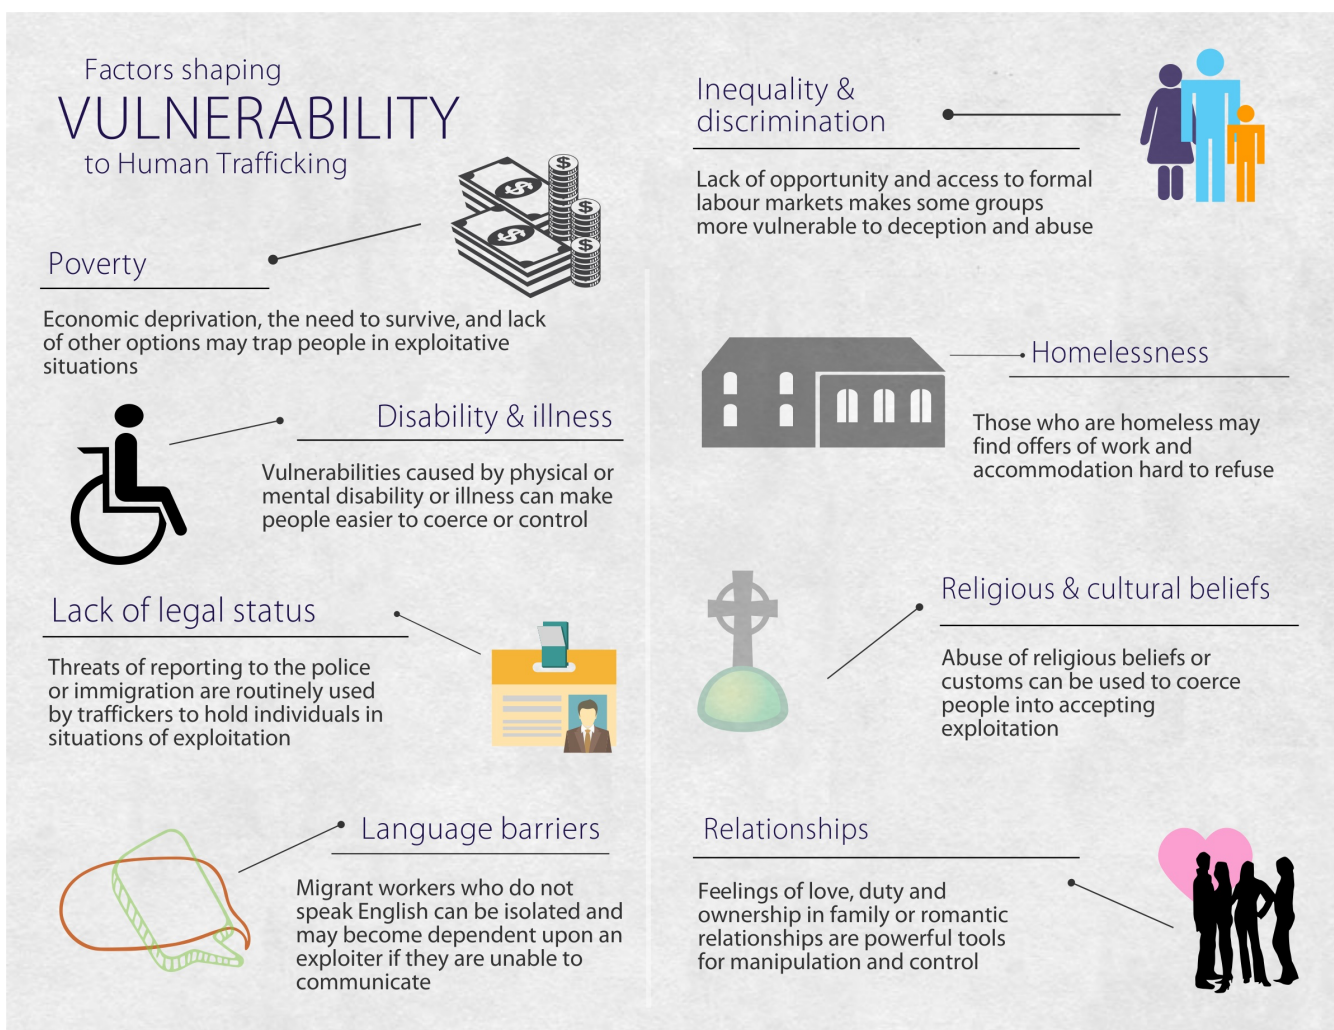 Factors shaping
VULNERABILITY
to Human Trafficking
Poverty
Economic deprivation, the need to survive, and lack
of other options may trap people in exploitative
situations
Disability & illness
Vulnerabilities caused by physical or
mental disability or illness can make
people easier to coerce or control
Lack of legal status
Threats of reporting to the police
or immigration are routinely used
by traffickers to hold individuals in
situations of exploitation
Language barriers
Migrant workers who do not
speak English can be isolated and
may become dependent upon an
exploiter if they are unable to
communicate
Inequality &
discrimination
Lack of opportunity and access to formal
labour markets makes some groups
more vulnerable to deception and abuse
Homelessness
Those who are homeless may
find offers of work and
accommodation hard to refuse
Religious & cultural beliefs
Abuse of religious beliefs or
customs can be used to coerce
people into accepting
exploitation
Relationships
Feelings of love, duty and
ownership in family or romantic
relationships are powerful tools
for manipulation and control